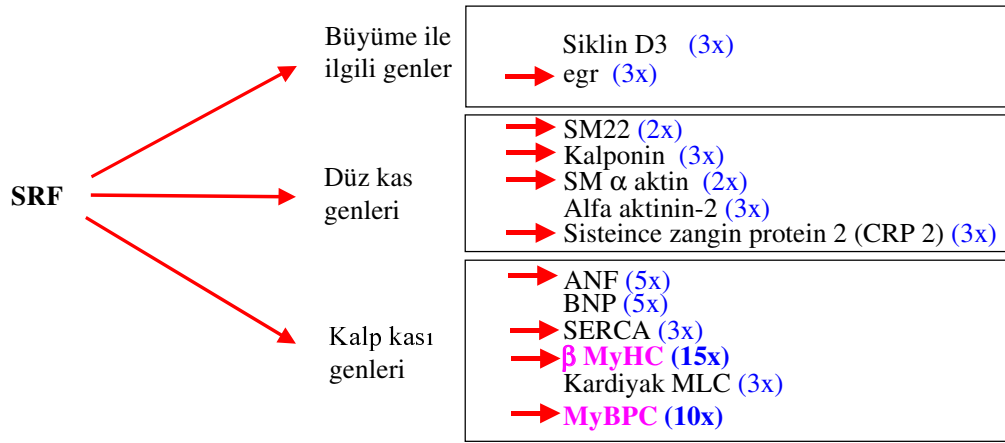 SRF
Büyüme ile
ilgili genler
Siklin D3 (3x)
egr (3x)
Düz kas
genleri
SM22 (2x)
Kalponin (3x)
SM α aktin (2x)
Alfa aktinin-2 (3x)
Sisteince zangin protein 2 (CRP 2) (3x)
Kalp kası
genleri
ANF (5x)
BNP (5x)
SERCA (3x)
β MyHC (15x)
Kardiyak MLC (3x)
MyBPC (10x)